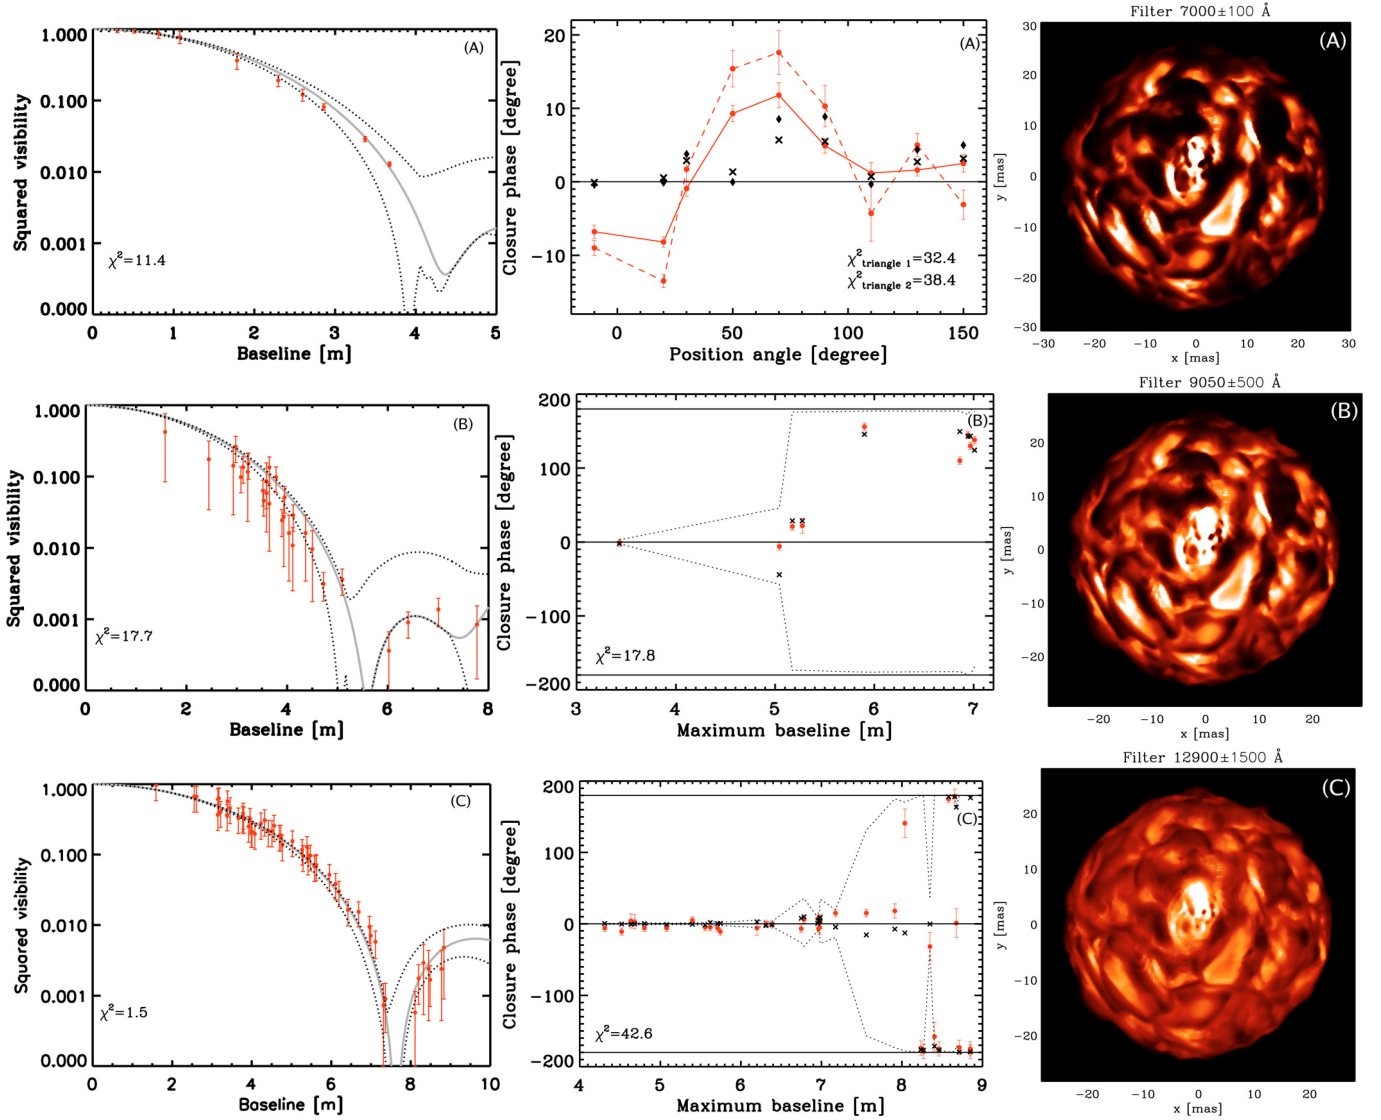 Filter 7000±100 Å
Squared visibility
1.000
0.100
0.010
0.001
0.000
(A)
χ²=11.4
0 1 2 3 4 5
Baseline [m]
Closure phase [degree]
20
10
0
-10
(A)
χ² triangle 1=32.4
χ² triangle 2=38.4
0 50 100 150
Position angle [degree]
y [mas]
30
20
10
0
-10
-20
-30
(A)
-20 -10 0 10 20 30
x [mas]
Filter 9050±500 Å
Squared visibility
1.000
0.100
0.010
0.001
0.000
(B)
χ²=17.7
0 2 4 6 8
Baseline [m]
Closure phase [degree]
200
100
0
-100
-200
(B)
χ²=17.8
3 4 5 6 7
Maximum baseline [m]
y [mas]
20
10
0
-10
-20
(B)
-20 -10 0 10 20
x [mas]
Filter 12900±1500 Å
Squared visibility
1.000
0.100
0.010
0.001
0.000
(C)
χ²=1.5
0 2 4 6 8 10
Baseline [m]
Closure phase [degree]
200
100
0
-100
-200
(C)
χ²=42.6
4 5 6 7 8 9
Maximum baseline [m]
y [mas]
20
10
0
-10
-20
(C)
-20 -10 0 10 20
x [mas]